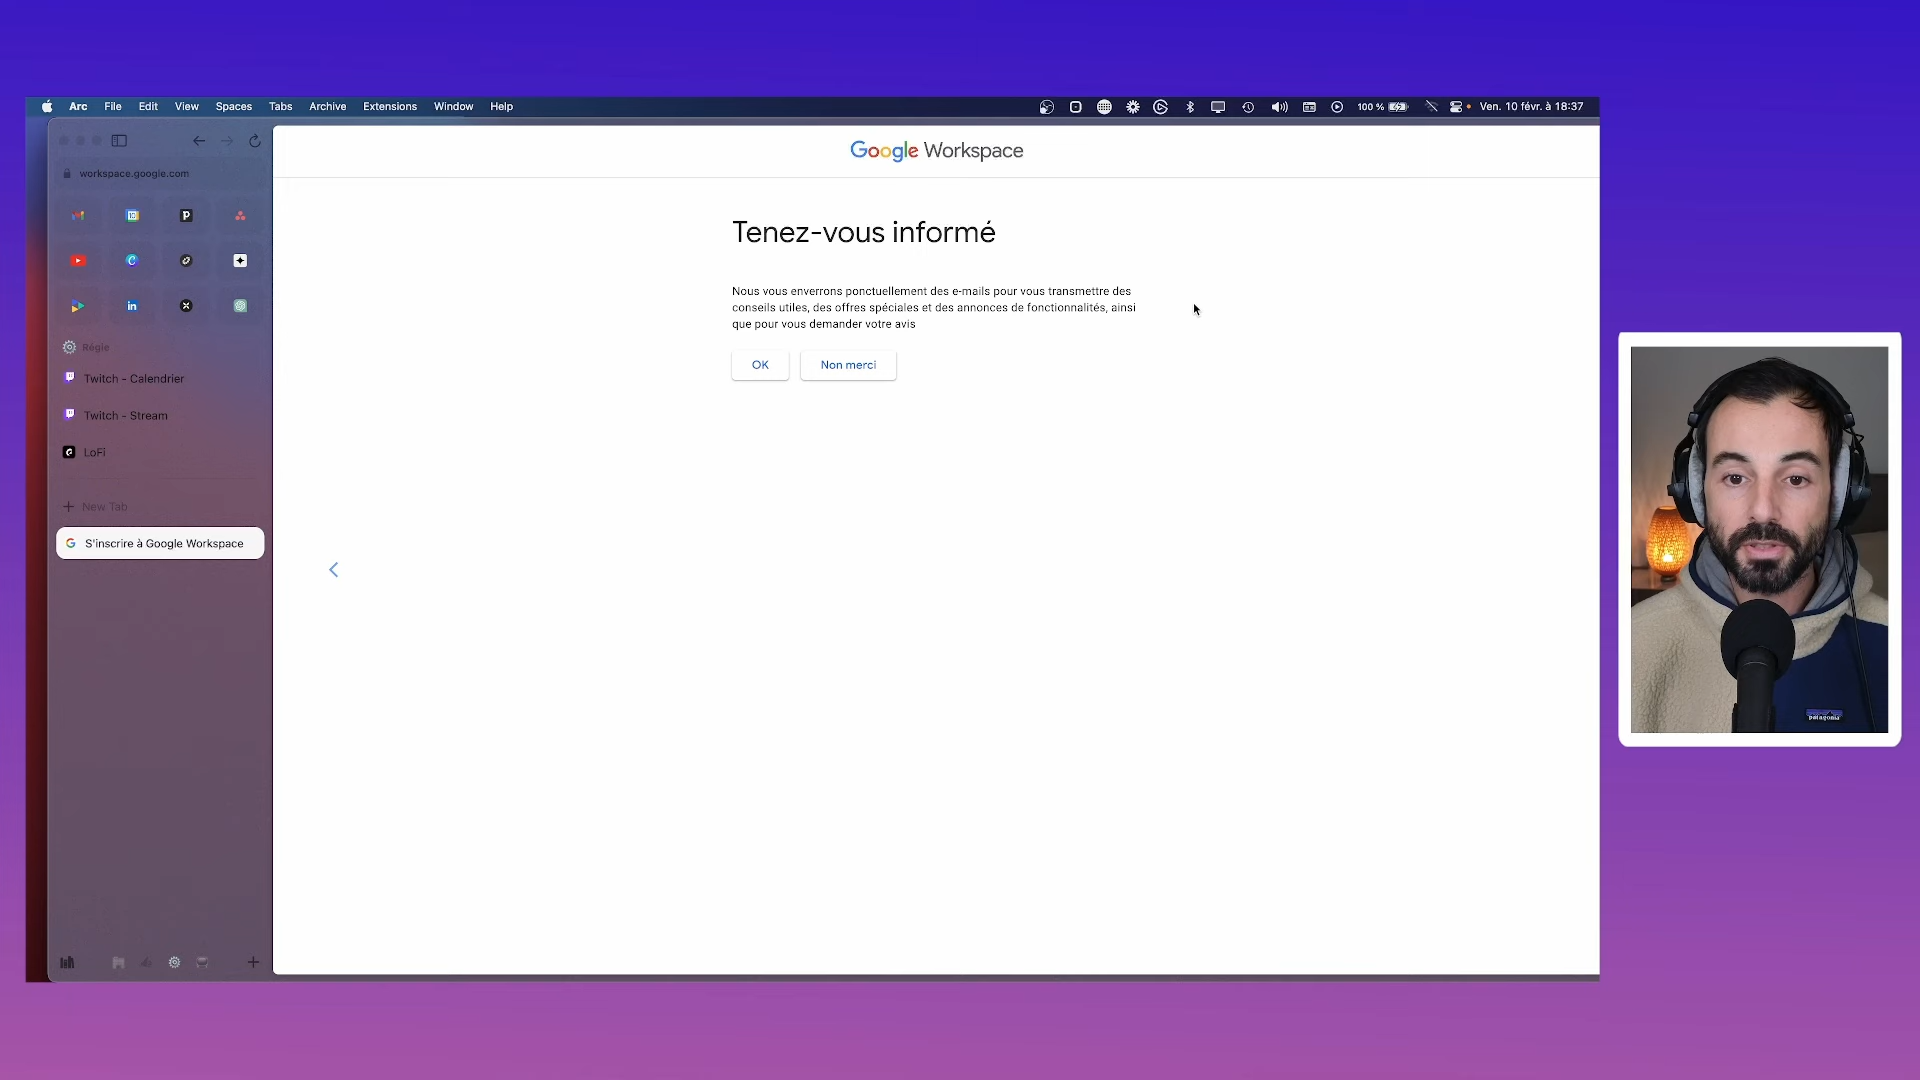 Arc File Edit View Spaces Tabs Archive Extensions Window Help
100 % Ven. 10 févr. à 18:37
workspace.google.com
Google Workspace
Régie
Twitch - Calendrier
Twitch - Stream
LoFi
New Tab
S'inscrire à Google Workspace
Tenez-vous informé
Nous vous enverrons ponctuellement des e-mails pour vous transmettre des
conseils utiles, des offres spéciales et des annonces de fonctionnalités, ainsi
que pour vous demander votre avis
OK
Non merci
patagonia